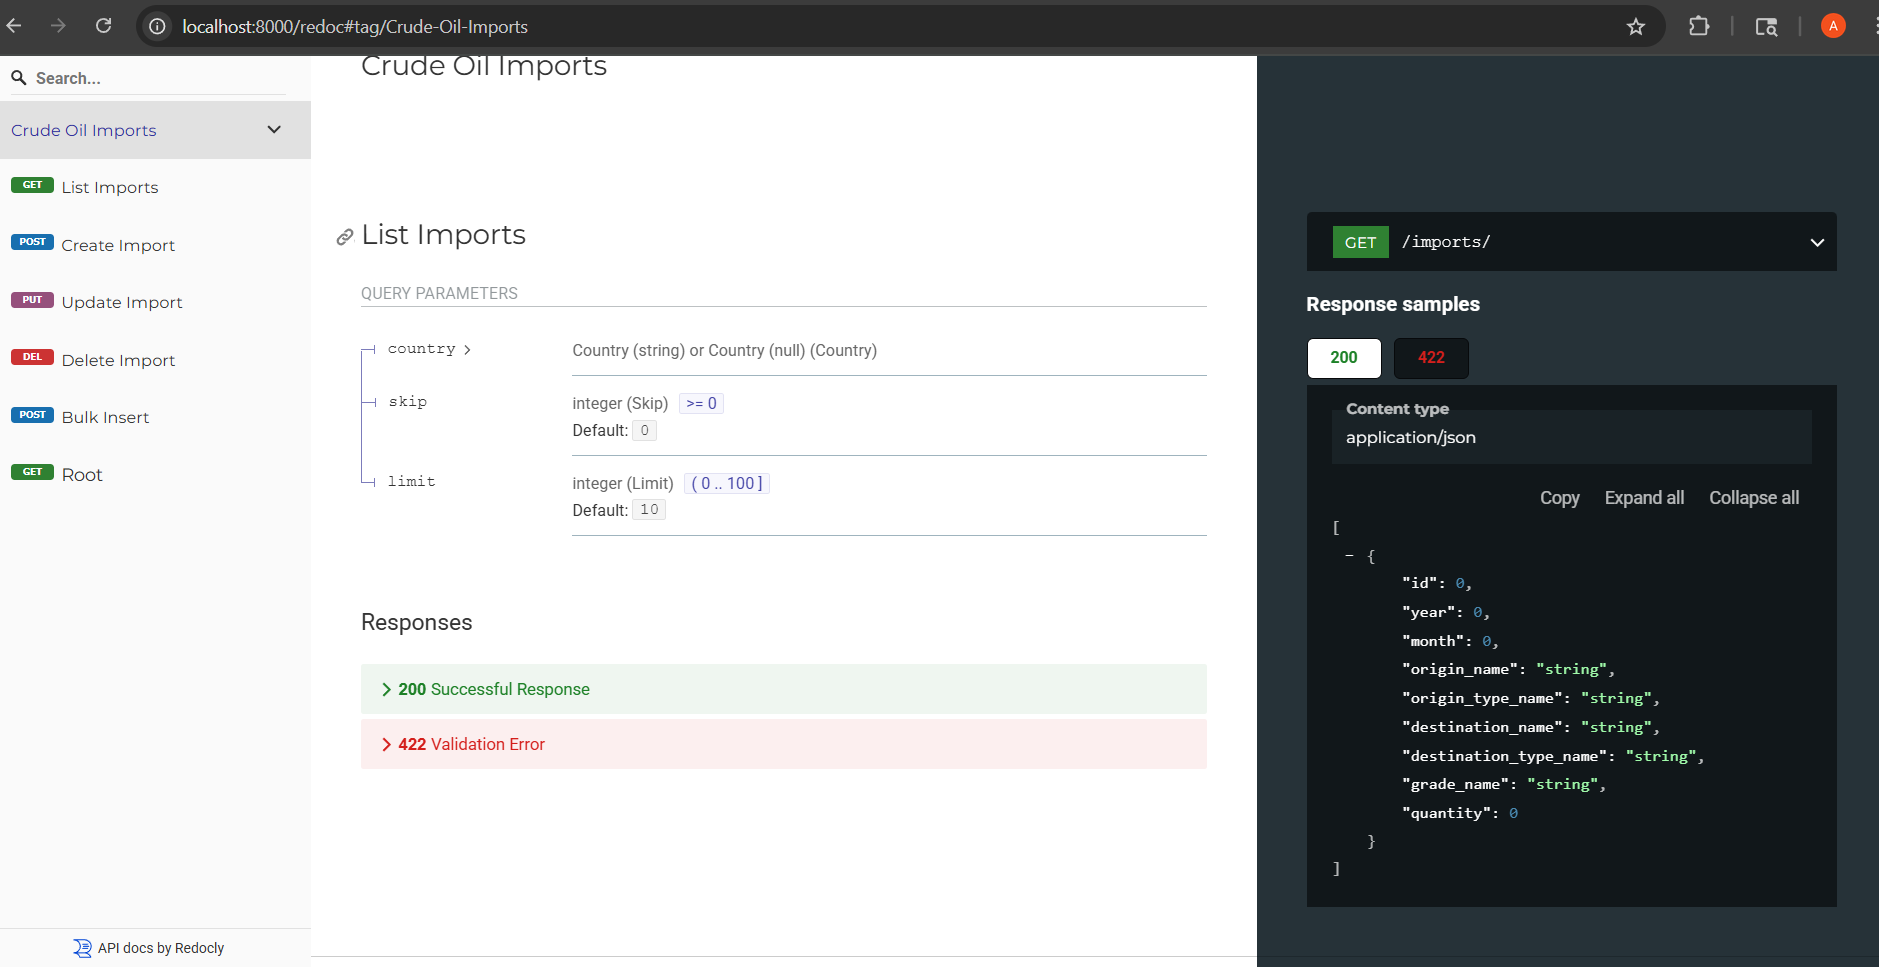 localhost:8000/redoc#tag/Crude-Oil-Imports
A
Search...
Crude Oil Imports
GET List Imports
POST Create Import
PUT Update Import
DEL Delete Import
POST Bulk Insert
GET Root
API docs by Redocly
Crude Oil Imports
List Imports
QUERY PARAMETERS
country Country (string) or Country (null) (Country)
skip integer (Skip) >= 0
Default: 0
limit integer (Limit) ( 0 .. 100 ]
Default: 10
Responses
200 Successful Response
422 Validation Error
GET /imports/
Response samples
200 422
Content type
application/json
Copy Expand all Collapse all
[
- {
"id": 0,
"year": 0,
"month": 0,
"origin_name": "string",
"origin_type_name": "string",
"destination_name": "string",
"destination_type_name": "string",
"grade_name": "string",
"quantity": 0
}
]